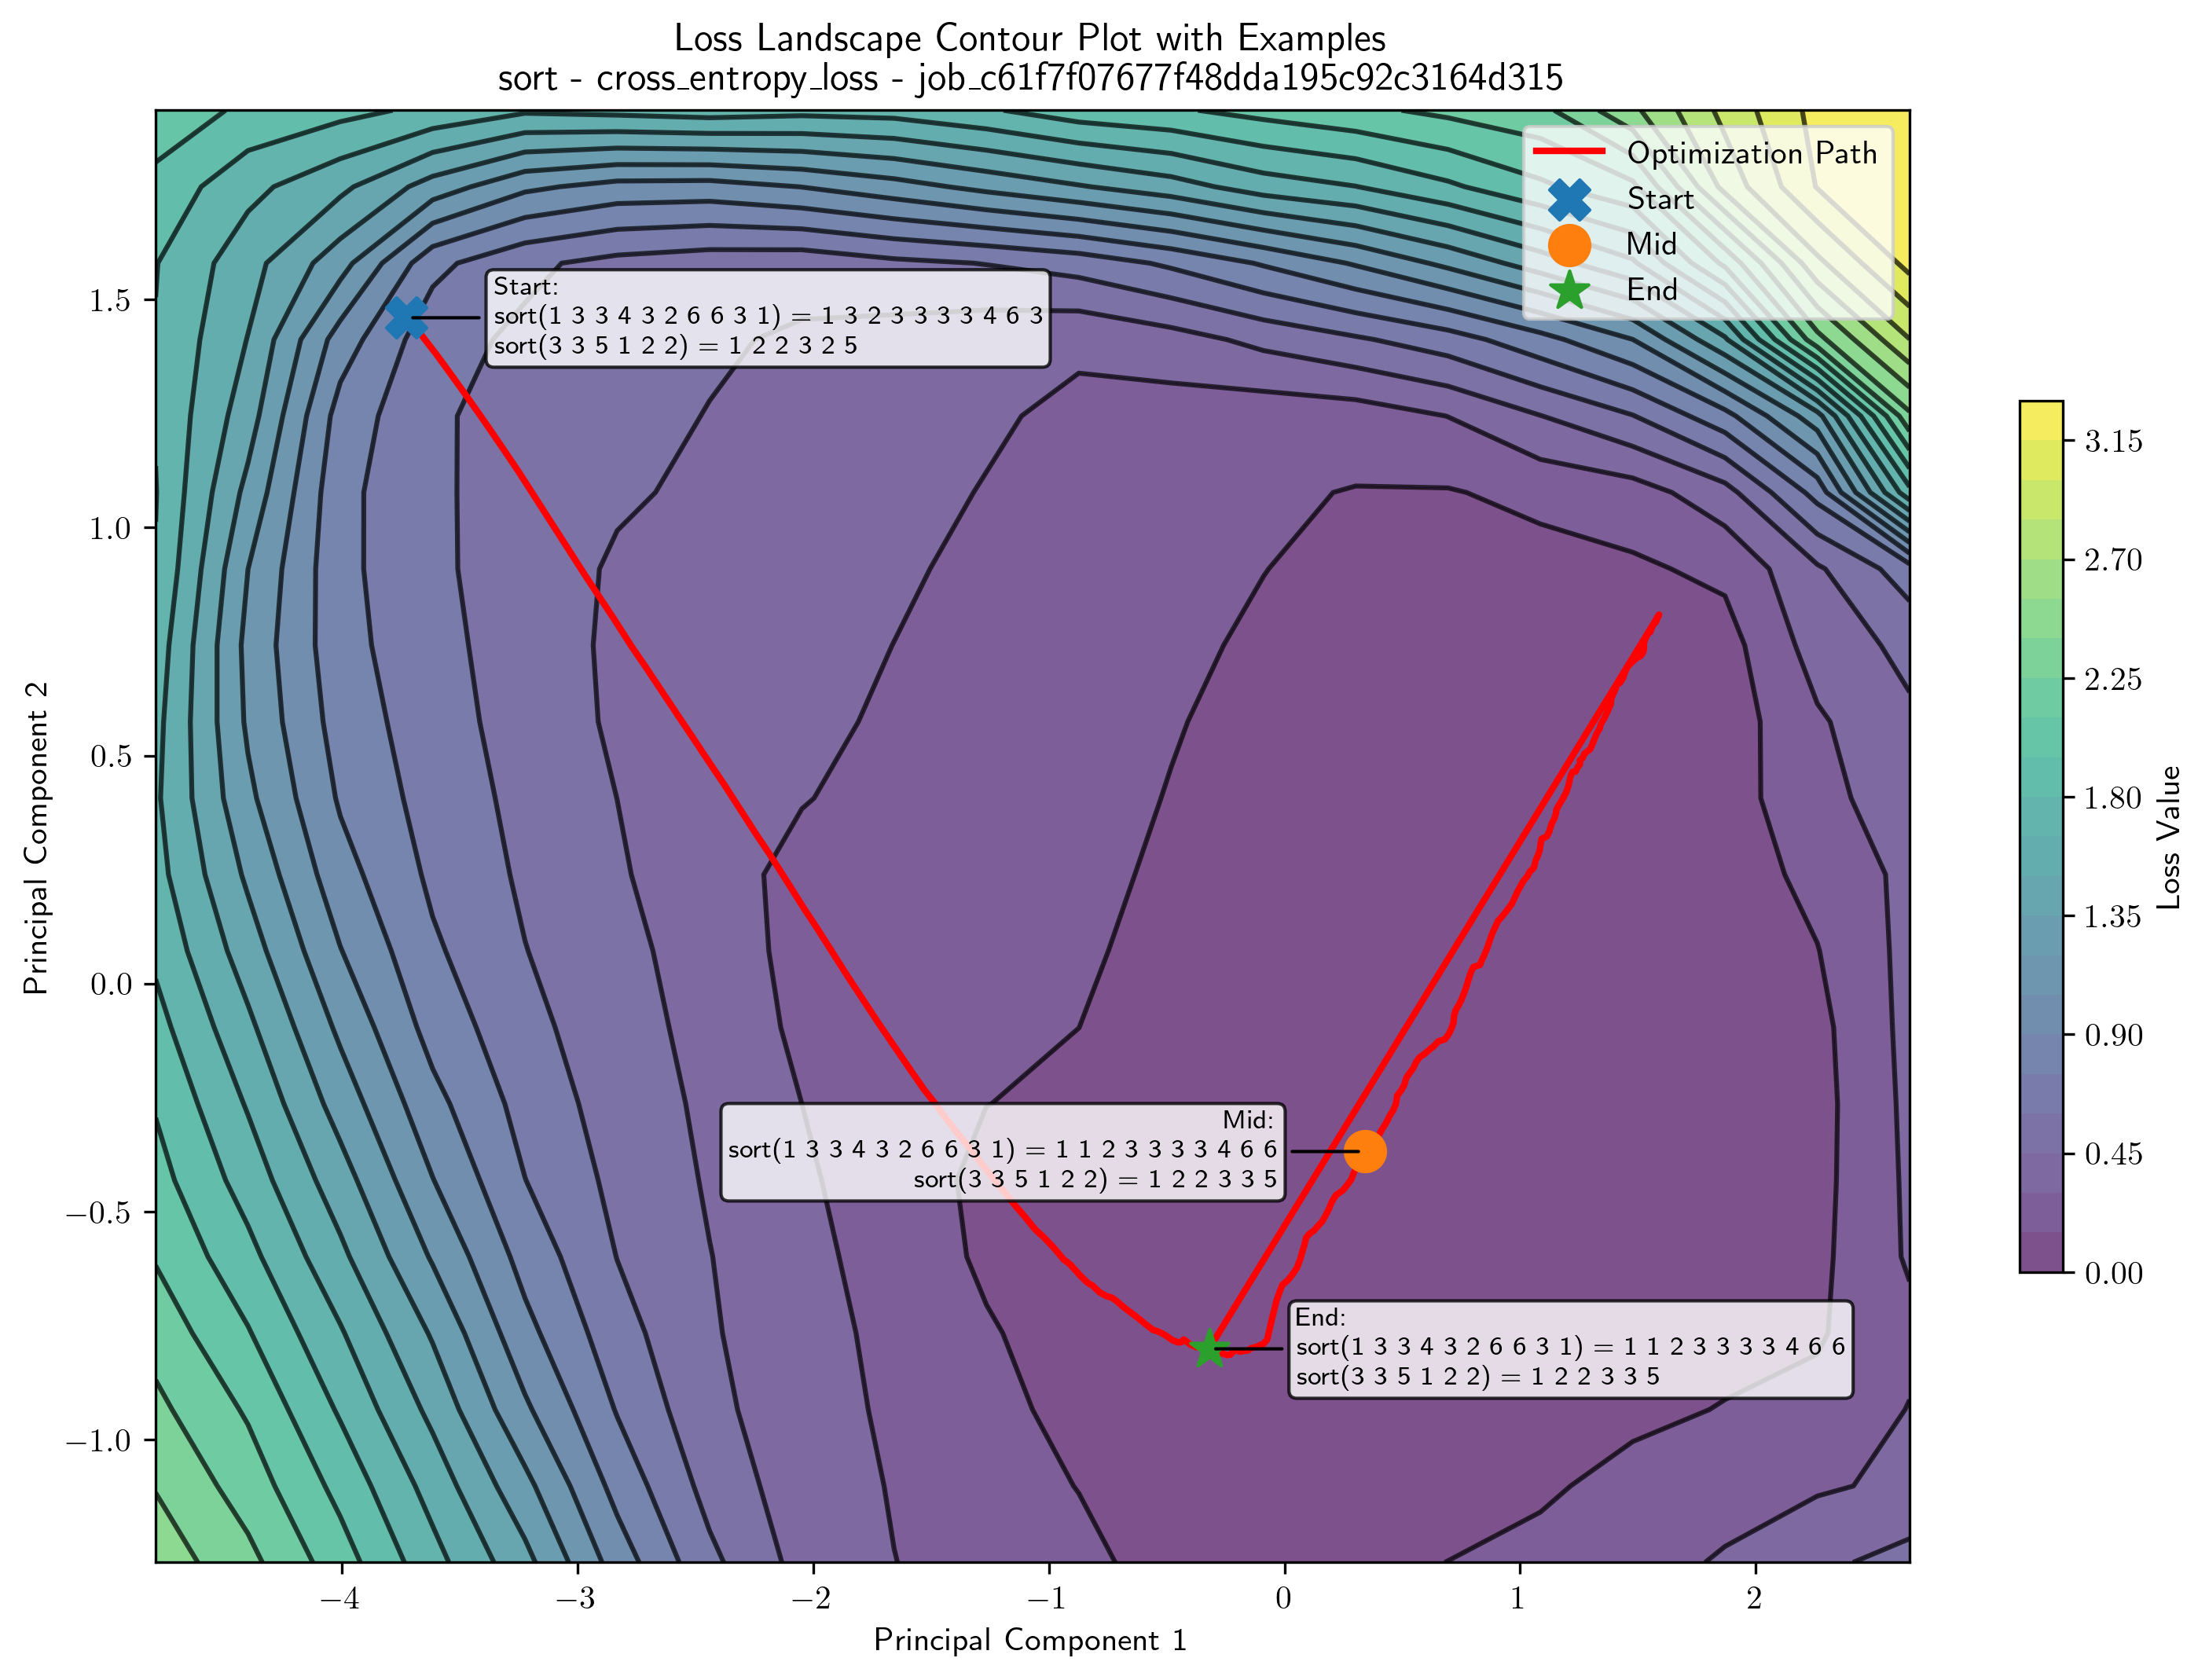 Loss Landscape Contour Plot with Examples
sort - cross_entropy_loss - job_c61f7f07677f48dda195c92c3164d315
Optimization Path
Start
Mid
End
Start:
sort(1 3 3 4 3 2 6 6 3 1) = 1 3 2 3 3 3 3 4 6 3
sort(3 3 5 1 2 2) = 1 2 2 3 2 5
Mid:
sort(1 3 3 4 3 2 6 6 3 1) = 1 1 2 3 3 3 3 4 6 6
sort(3 3 5 1 2 2) = 1 2 2 3 3 5
End:
sort(1 3 3 4 3 2 6 6 3 1) = 1 1 2 3 3 3 3 4 6 6
sort(3 3 5 1 2 2) = 1 2 2 3 3 5
1.5
1.0
0.5
0.0
−0.5
−1.0
Principal Component 2
−4
−3
−2
−1
0
1
2
Principal Component 1
3.15
2.70
2.25
1.80
1.35
0.90
0.45
0.00
Loss Value